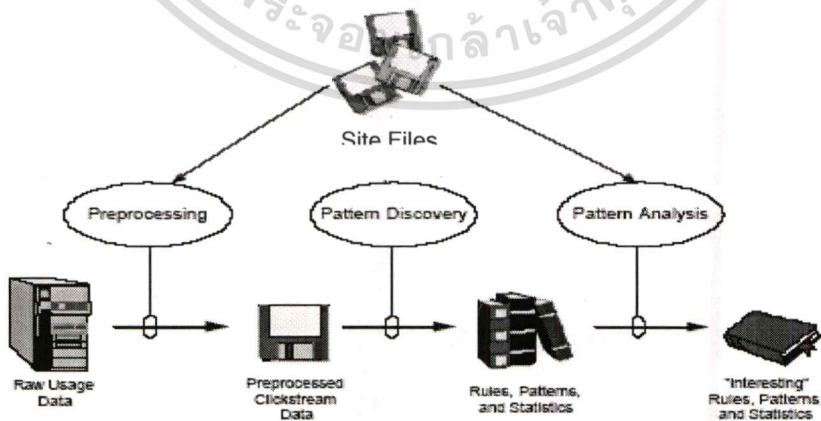 Site Files
Preprocessing
Pattern Discovery
Pattern Analysis
Raw Usage
Data
Preprocessed
Clickstream
Data
Rules, Patterns,
and Statistics
"Interesting"
Rules, Patterns,
and Statistics